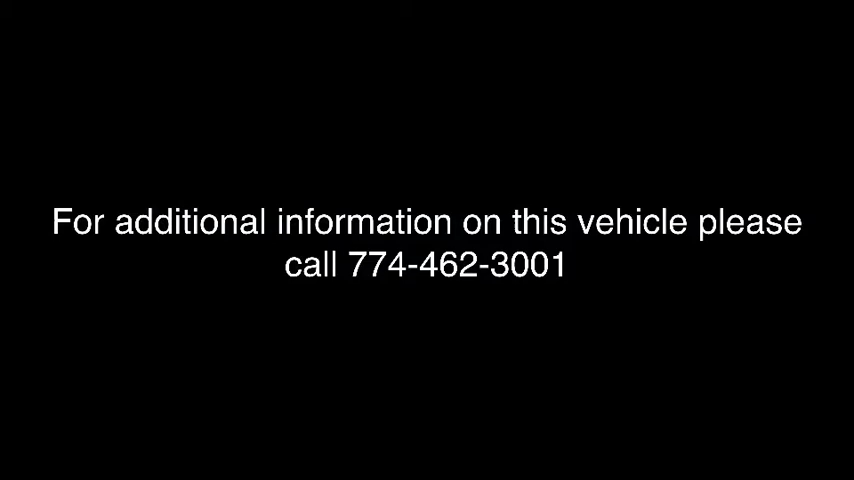 For additional information on this vehicle please
call 774-462-3001